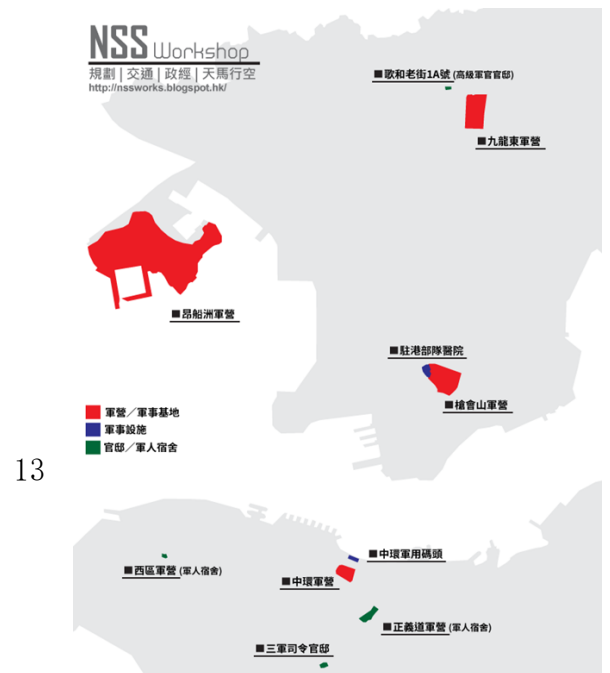 NSS Workshop
規劃 | 交通 | 政經 | 天馬行空
http://nssworks.blogspot.hk/
■歌和老街1A號 (高級軍官官邸)
■九龍東軍營
■昂船洲軍營
■駐港部隊醫院
■槍會山軍營
軍營／軍事基地
軍事設施
官邸／軍人宿舍
13
■中環軍用碼頭
■西區軍營 (軍人宿舍)
■中環軍營
■正義道軍營 (軍人宿舍)
■三軍司令官邸